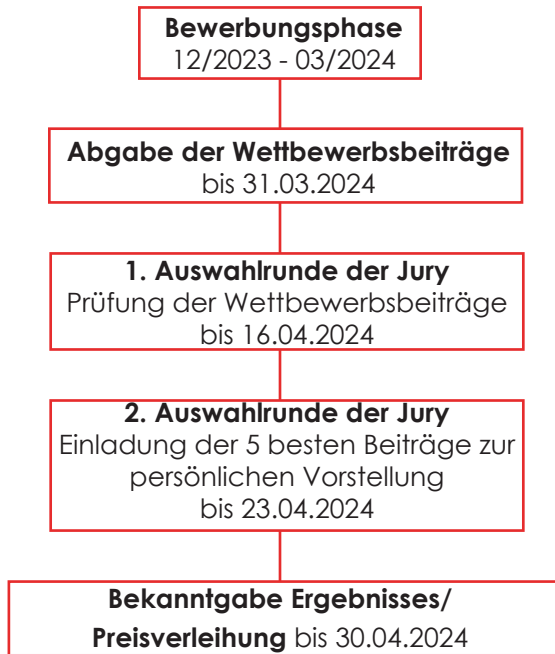 Bewerbungsphase
12/2023 - 03/2024
Abgabe der Wettbewerbsbeiträge
bis 31.03.2024
1. Auswahlrunde der Jury
Prüfung der Wettbewerbsbeiträge
bis 16.04.2024
2. Auswahlrunde der Jury
Einladung der 5 besten Beiträge zur
persönlichen Vorstellung
bis 23.04.2024
Bekanntgabe Ergebnisses/
Preisverleihung bis 30.04.2024